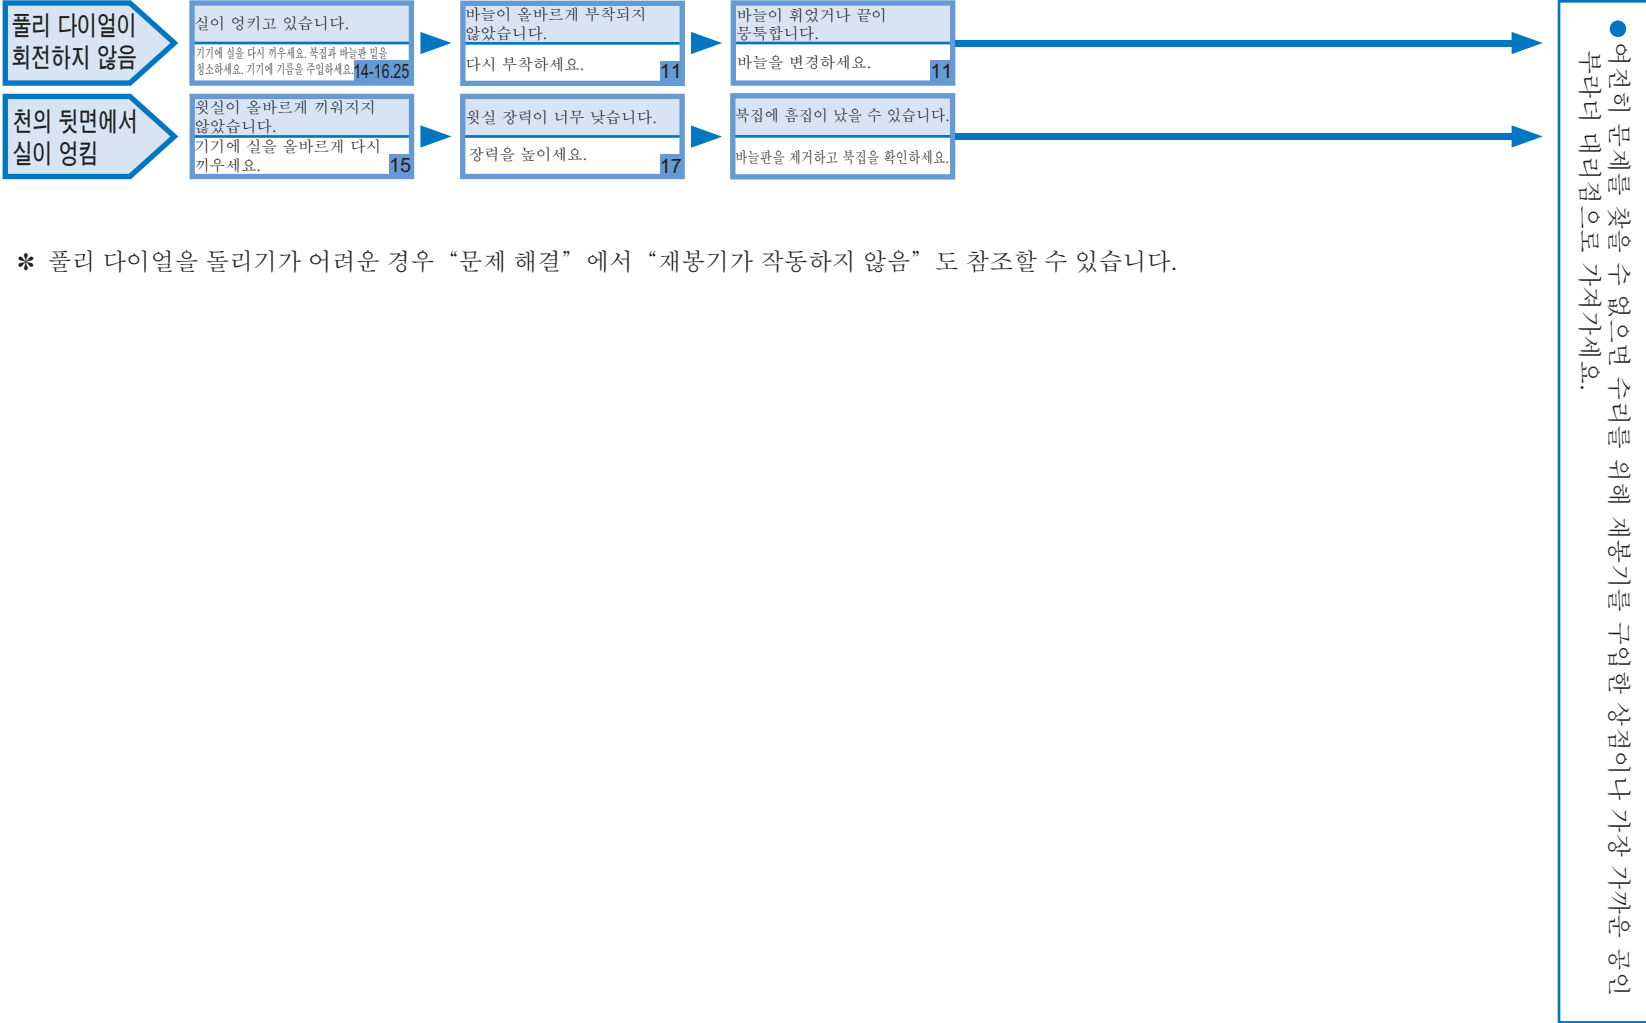 풀리 다이얼이
회전하지 않음
실이 엉키고 있습니다.
기기에 실을 다시 끼우세요. 북집과 바늘판 밑을
청소하세요. 기기에 기름을 주입하세요.
14-16.25
바늘이 올바르게 부착되지
않았습니다.
다시 부착하세요.
11
바늘이 휘었거나 끝이
뭉툭합니다.
바늘을 변경하세요.
11
천의 뒷면에서
실이 엉킴
윗실이 올바르게 끼워지지
않았습니다.
기기에 실을 올바르게 다시
끼우세요.
15
윗실 장력이 너무 낮습니다.
장력을 높이세요.
17
북집에 흠집이 났을 수 있습니다.
바늘판을 제거하고 북집을 확인하세요.
✻ 풀리 다이얼을 돌리기가 어려운 경우 “문제 해결” 에서 “재봉기가 작동하지 않음” 도 참조할 수 있습니다.
● 여전히 문제를 찾을 수 없으면 수리를 위해 재봉기를 구입한 상점이나 가장 가까운 공인
부라더 대리점으로 가져가세요.